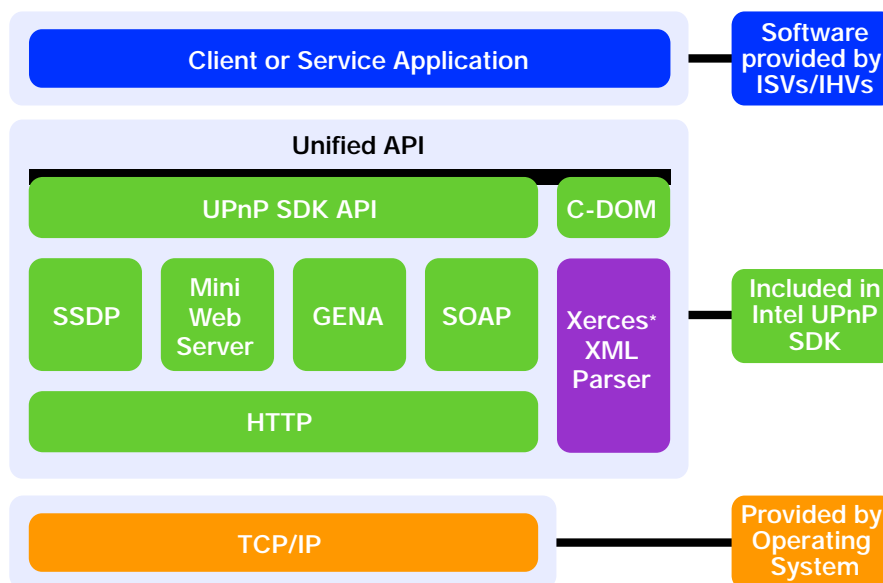 Client or Service Application
Software
provided by
ISVs/IHVs
Unified API
UPnP SDK API
C-DOM
SSDP
Mini
Web
Server
GENA
SOAP
Xerces*
XML
Parser
HTTP
Included in
Intel UPnP
SDK
TCP/IP
Provided by
Operating
System